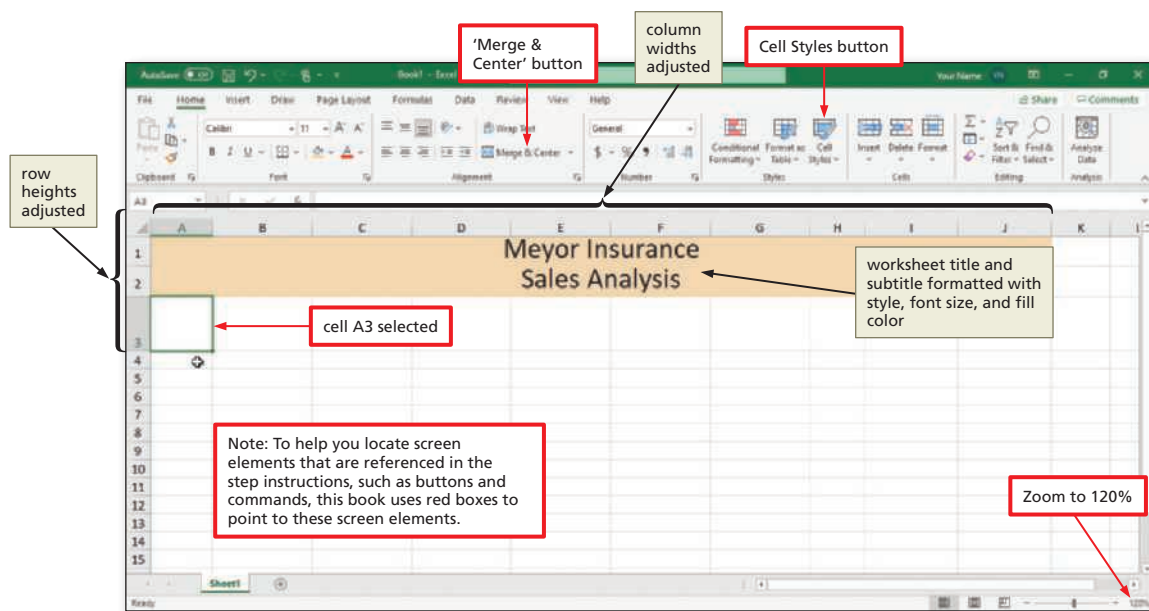 column
widths
adjusted
'Merge &
Center' button
Cell Styles button
AutoSave
Book1 - Excel
Your Name
File Home Insert Draw Page Layout Formulas Data Review View Help
Share Comments
Calibri 11 A A Wrap Text General
Paste B I U A Merge & Center $ % 9
Conditional Formatting Format as Table Cell Styles
Insert Delete Format
Sort & Filter Find & Select
Analyze Data
Clipboard Font Alignment Number Styles Cells Editing Analysis
row
heights
adjusted
A3
A B C D E F G H I J K L
1 Meyor Insurance
2 Sales Analysis
worksheet title and
subtitle formatted with
style, font size, and fill
color
cell A3 selected
3
4
5
6
7
8
9
10
11
12
13
14
15
Note: To help you locate screen
elements that are referenced in the
step instructions, such as buttons and
commands, this book uses red boxes to
point to these screen elements.
Zoom to 120%
Sheet1
Ready
120%